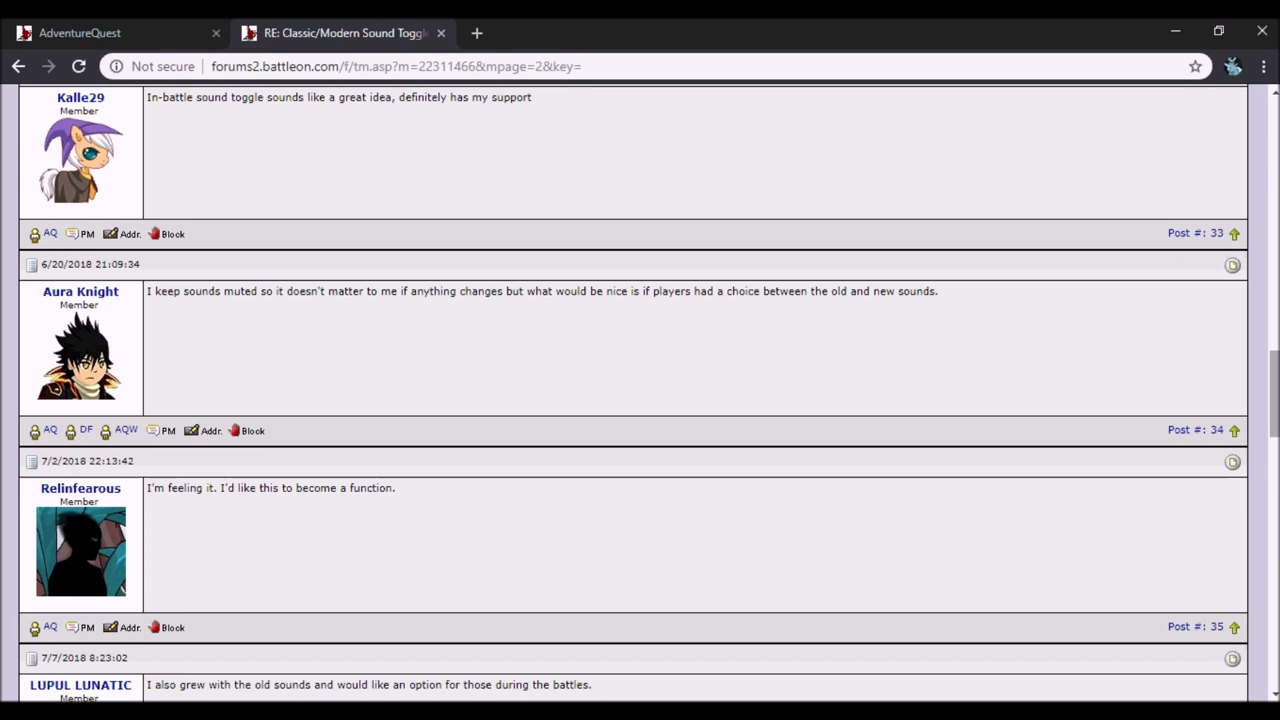 AdventureQuest
RE: Classic/Modern Sound Toggl
Not secure
forums2.battleon.com/f/tm.asp?m=22311466&mpage=2&key=
Kalle29
Member
In-battle sound toggle sounds like a great idea, definitely has my support
AQ PM Addr. Block
Post #: 33
6/20/2018 21:09:34
Aura Knight
Member
I keep sounds muted so it doesn't matter to me if anything changes but what would be nice is if players had a choice between the old and new sounds.
AQ DF AQW PM Addr. Block
Post #: 34
7/2/2018 22:13:42
Relinfearous
Member
I'm feeling it. I'd like this to become a function.
AQ PM Addr. Block
Post #: 35
7/7/2018 8:23:02
LUPUL LUNATIC
Member
I also grew with the old sounds and would like an option for those during the battles.